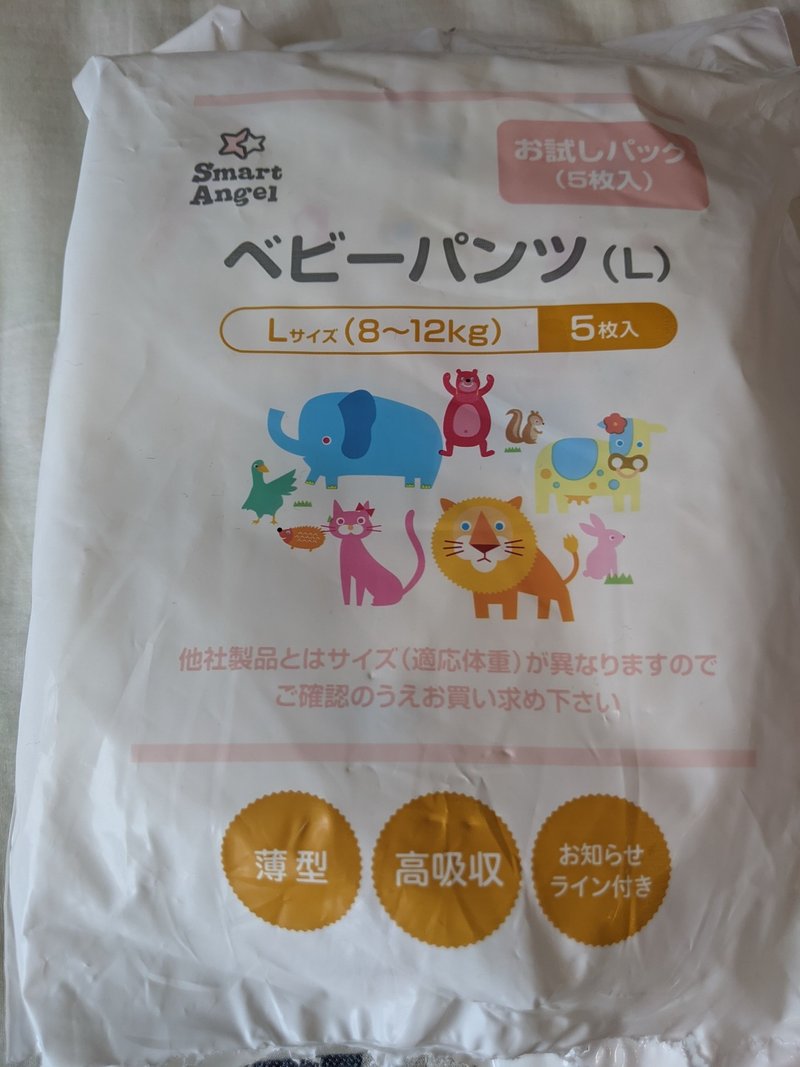 Smart
Angel
お試しパック
(5枚入)
ベビーパンツ(L)
Lサイズ(8〜12kg) 5枚入
他社製品とはサイズ(適応体重)が異なりますので
ご確認のうえお買い求め下さい
薄型
高吸収
お知らせ
ライン付き